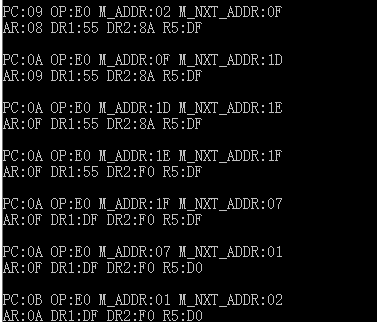 PC:09 OP:E0 M_ADDR:02 M_NXT_ADDR:0F
AR:08 DR1:55 DR2:8A R5:DF
PC:0A OP:E0 M_ADDR:0F M_NXT_ADDR:1D
AR:09 DR1:55 DR2:8A R5:DF
PC:0A OP:E0 M_ADDR:1D M_NXT_ADDR:1E
AR:0F DR1:55 DR2:8A R5:DF
PC:0A OP:E0 M_ADDR:1E M_NXT_ADDR:1F
AR:0F DR1:55 DR2:F0 R5:DF
PC:0A OP:E0 M_ADDR:1F M_NXT_ADDR:07
AR:0F DR1:DF DR2:F0 R5:DF
PC:0A OP:E0 M_ADDR:07 M_NXT_ADDR:01
AR:0F DR1:DF DR2:F0 R5:D0
PC:0B OP:E0 M_ADDR:01 M_NXT_ADDR:02
AR:0A DR1:DF DR2:F0 R5:D0